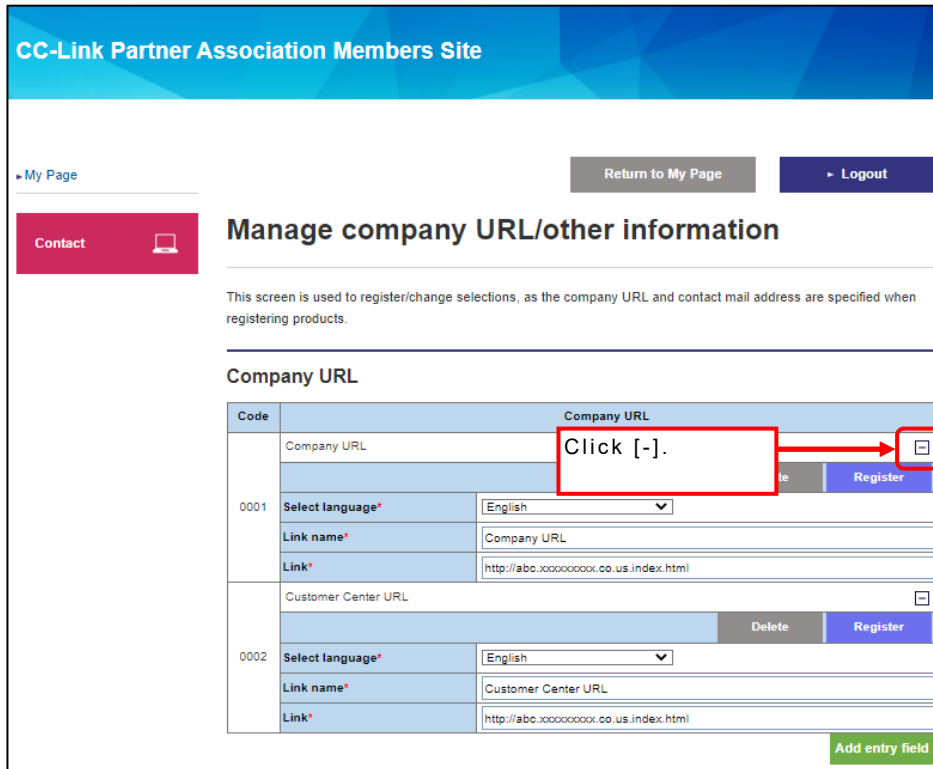 CC-Link Partner Association Members Site
My Page
Return to My Page
Logout
Contact
Manage company URL/other information
This screen is used to register/change selections, as the company URL and contact mail address are specified when
registering products.
Company URL
Code
Company URL
0001
Company URL
Click [-].
te
Register
Select language*
English
Link name*
Company URL
Link*
http://abc.xxxxxxxxx.co.us.index.html
0002
Customer Center URL
Delete
Register
Select language*
English
Link name*
Customer Center URL
Link*
http://abc.xxxxxxxxx.co.us.index.html
Add entry field